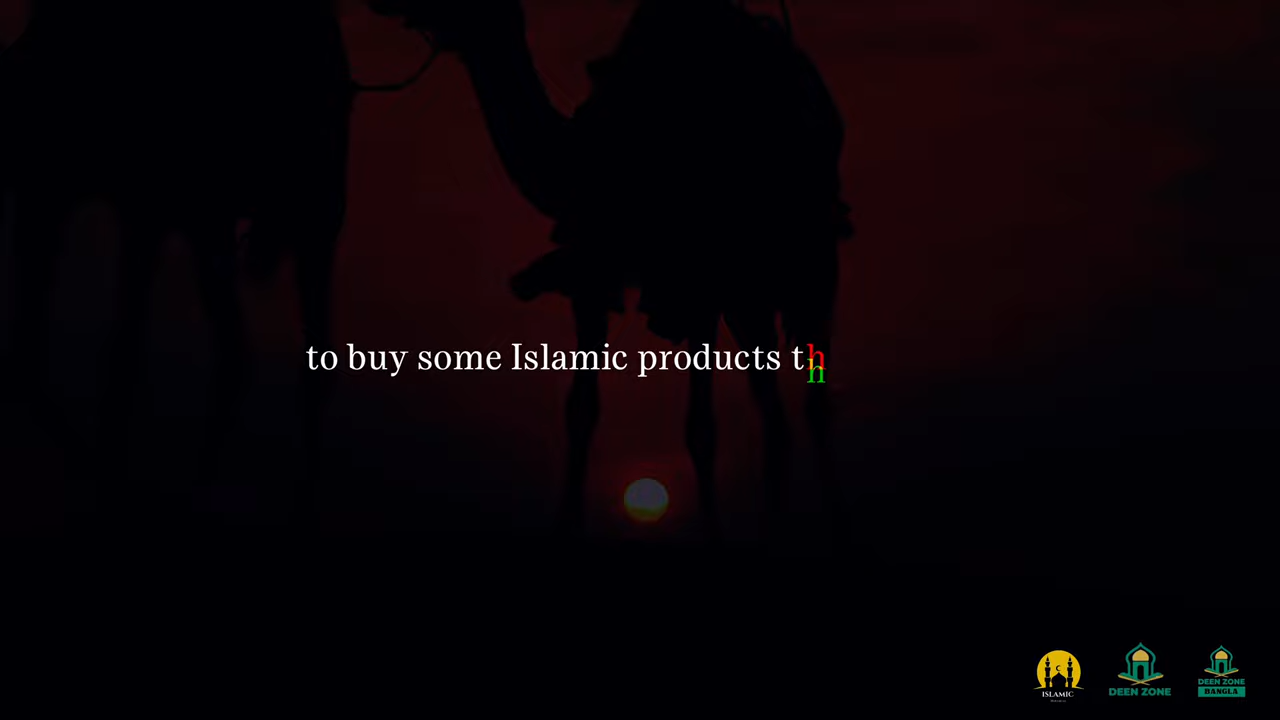 to buy some Islamic products th
ISLAMIC
DEEN ZONE
DEEN ZONE
BANGLA